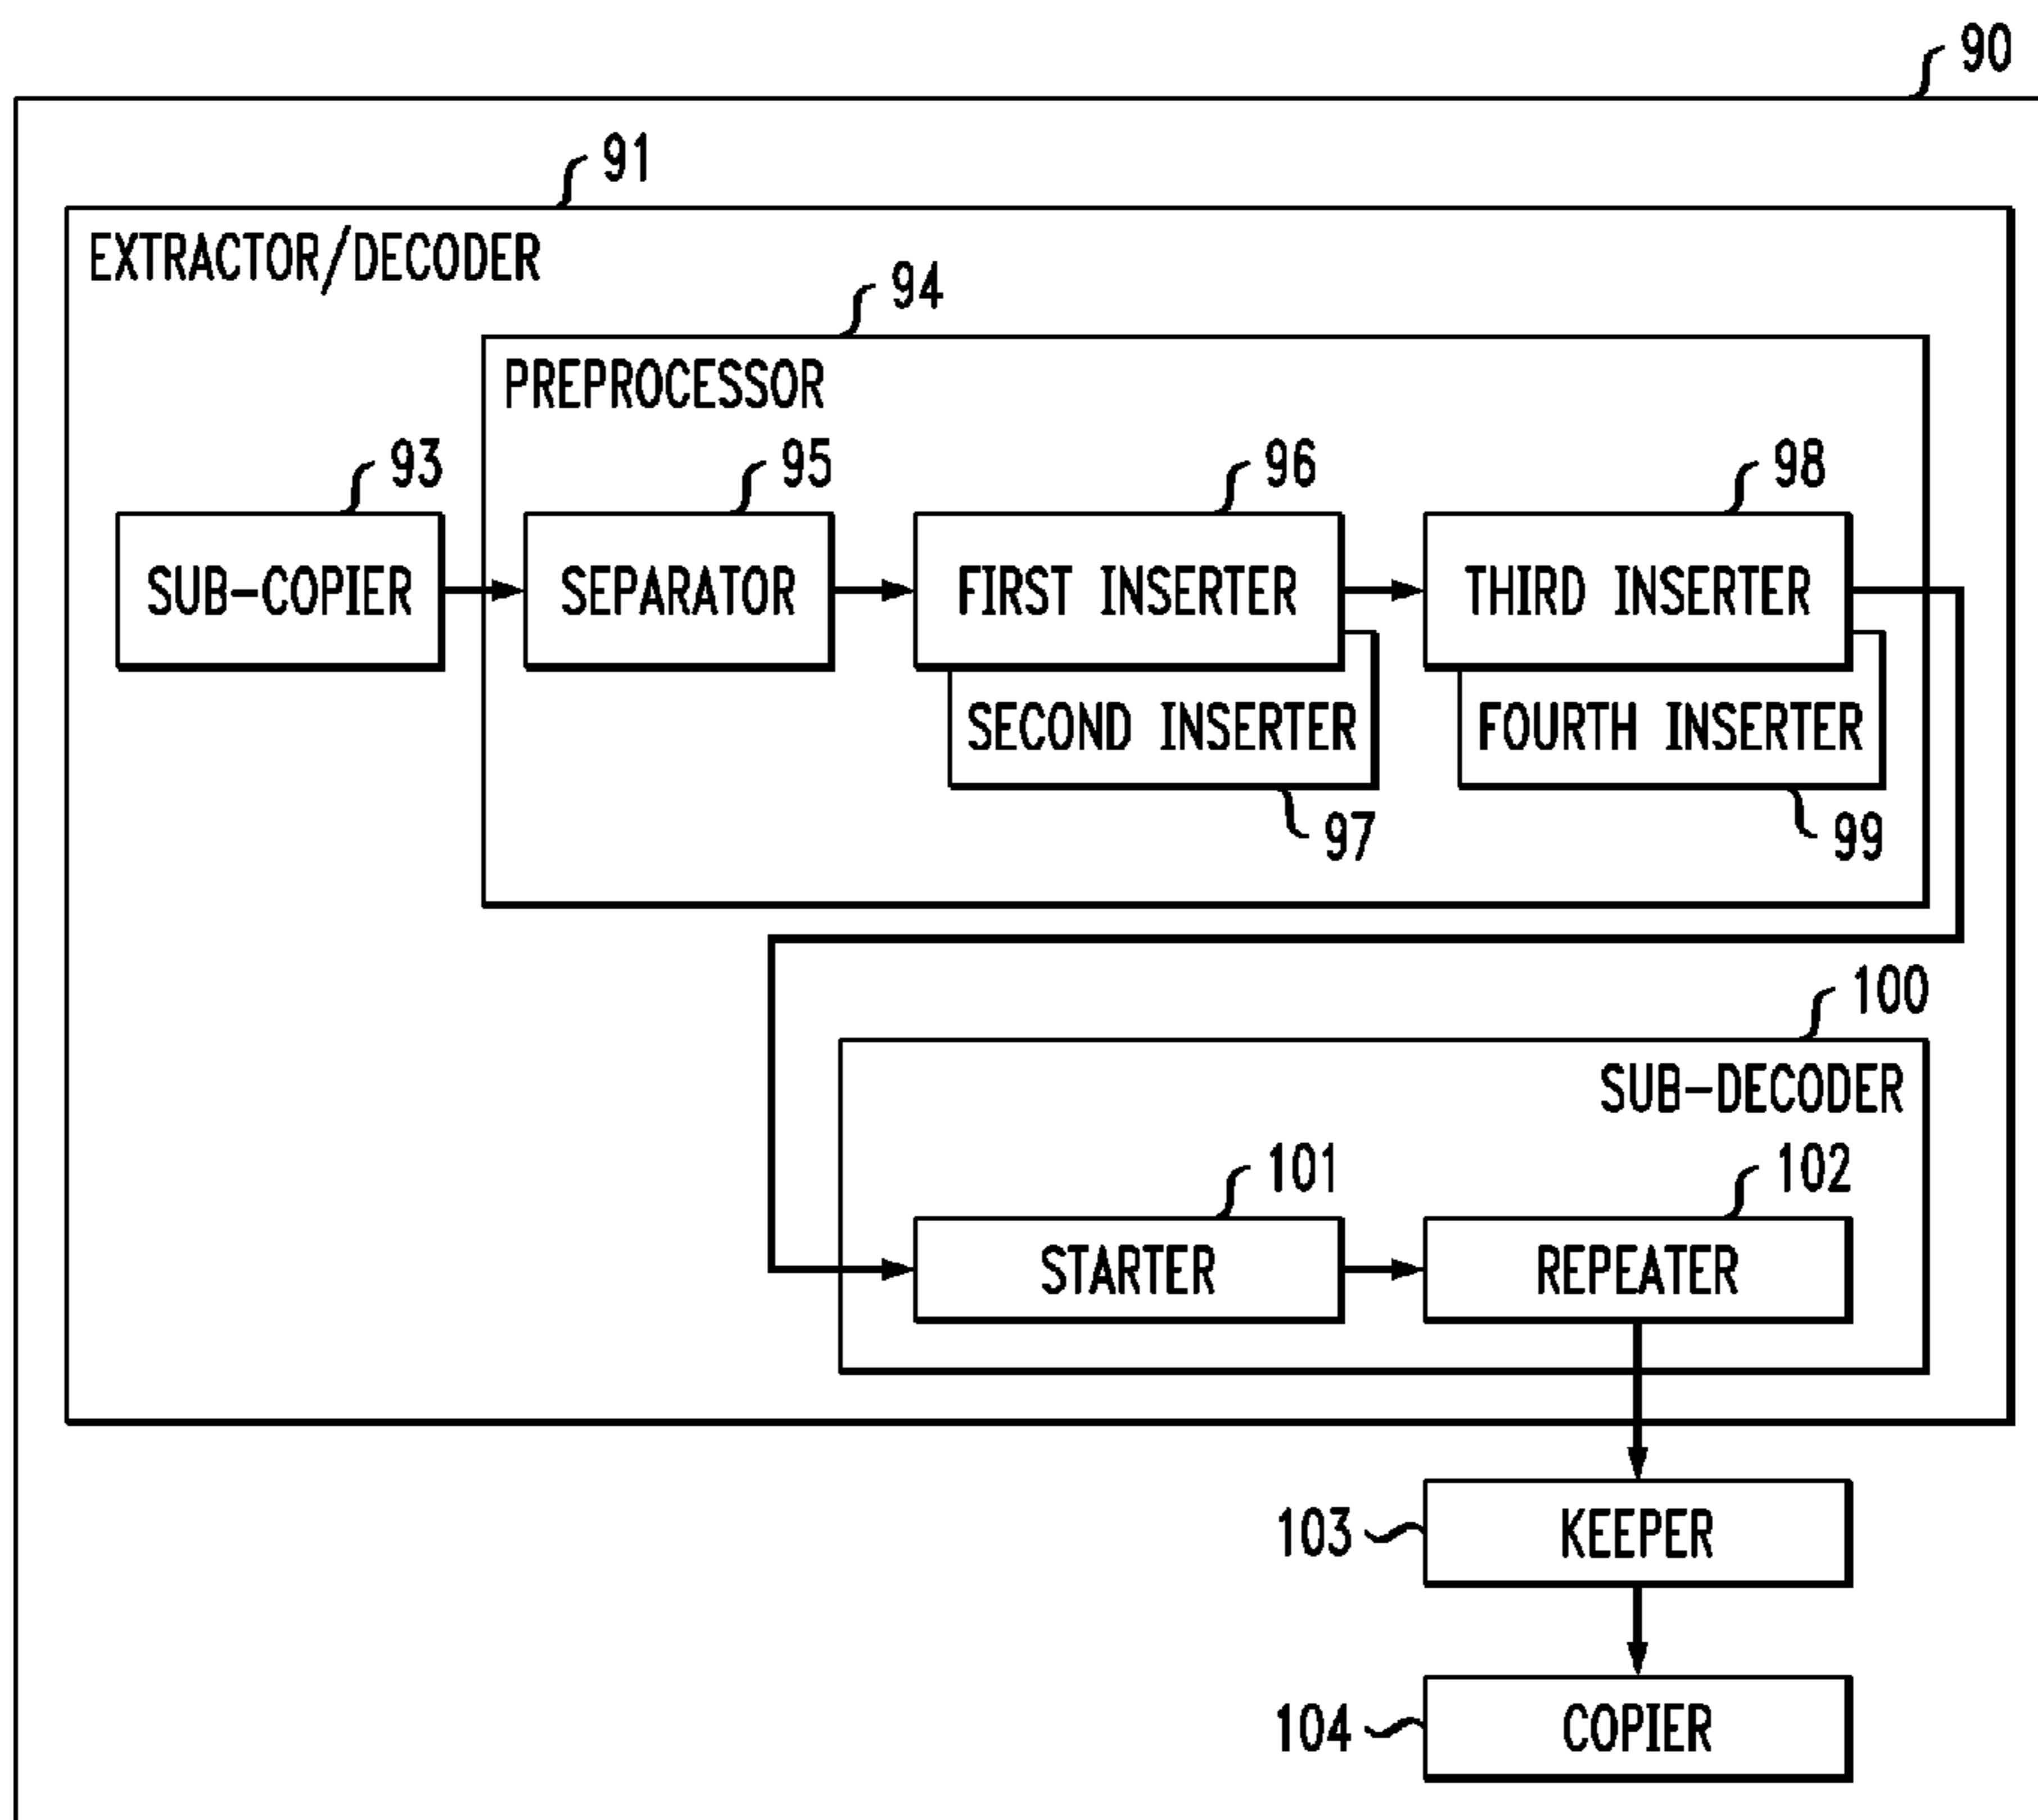 90
91
EXTRACTOR/DECODER
94
PREPROCESSOR
93
95
96
98
SUB-COPIER
SEPARATOR
FIRST INSERTER
THIRD INSERTER
SECOND INSERTER
FOURTH INSERTER
97
99
100
SUB-DECODER
101
102
STARTER
REPEATER
103
KEEPER
104
COPIER